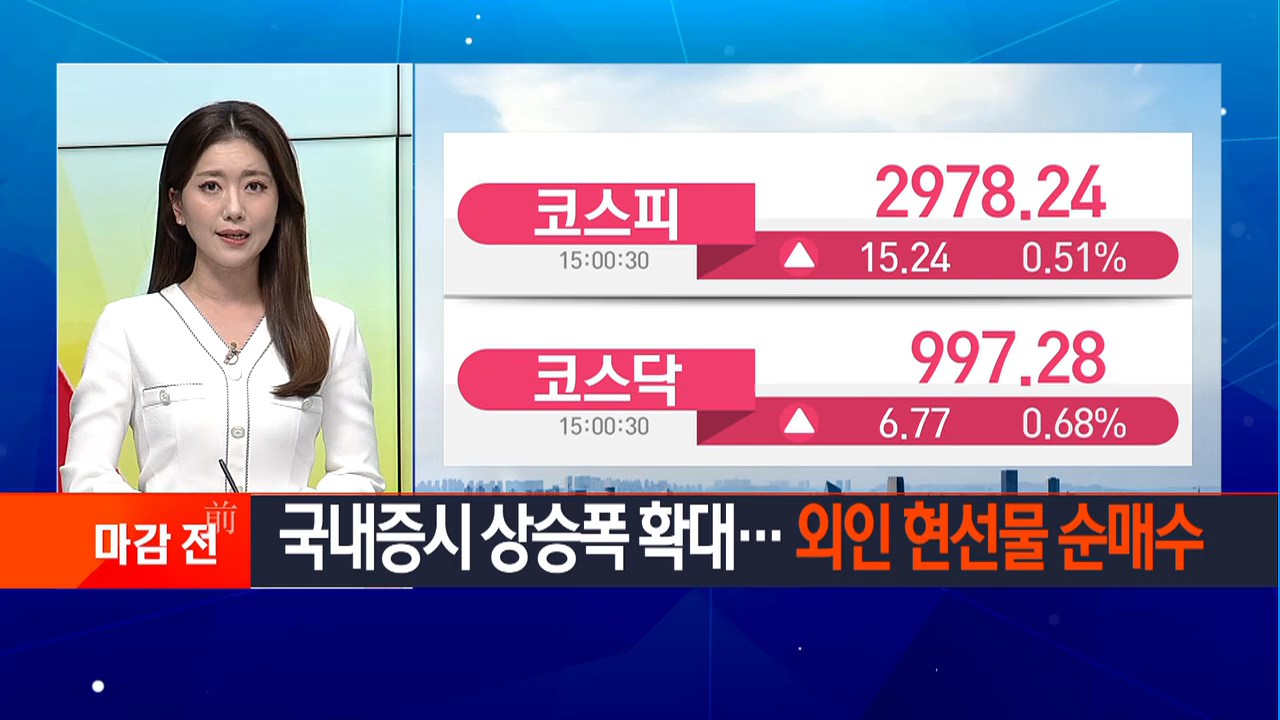 코스피
2978.24
15:00:30
▲ 15.24 0.51%
코스닥
997.28
15:00:30
▲ 6.77 0.68%
마감 전 前
국내증시 상승폭 확대… 외인 현선물 순매수